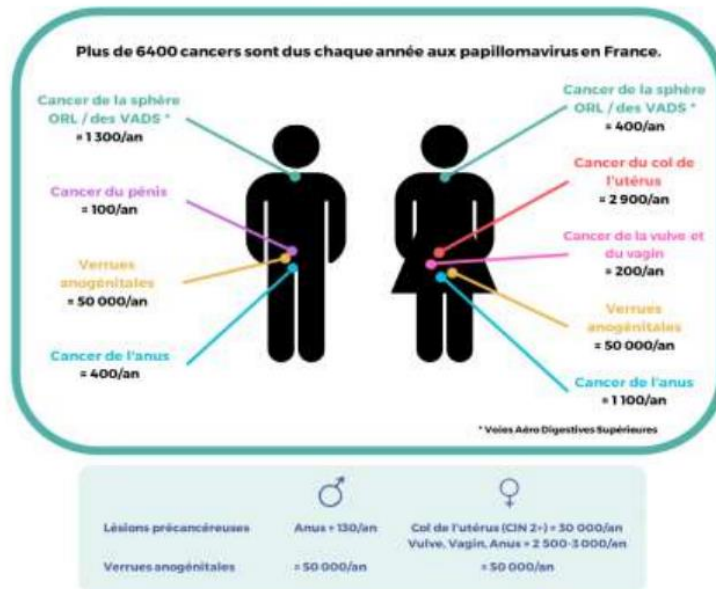 Plus de 6400 cancers sont dus chaque année aux papillomavirus en France.
Cancer de la sphère
ORL / des VADS *
≈ 1 300/an
Cancer du pénis
≈ 100/an
Verrues
anogénitales
≈ 50 000/an
Cancer de l'anus
≈ 400/an
Cancer de la sphère
ORL / des VADS *
≈ 400/an
Cancer du col de
l'utérus
≈ 2 900/an
Cancer de la vulve et
du vagin
≈ 200/an
Verrues
anogénitales
≈ 50 000/an
Cancer de l'anus
≈ 1 100/an
* Voies Aéro Digestives Supérieures
♂ ♀
Lésions précancéreuses Anus ≈ 130/an Col de l'utérus (CIN 2+) ≈ 30 000/an
Vulve, Vagin, Anus ≈ 2 500-3 000/an
Verrues anogénitales ≈ 50 000/an ≈ 50 000/an